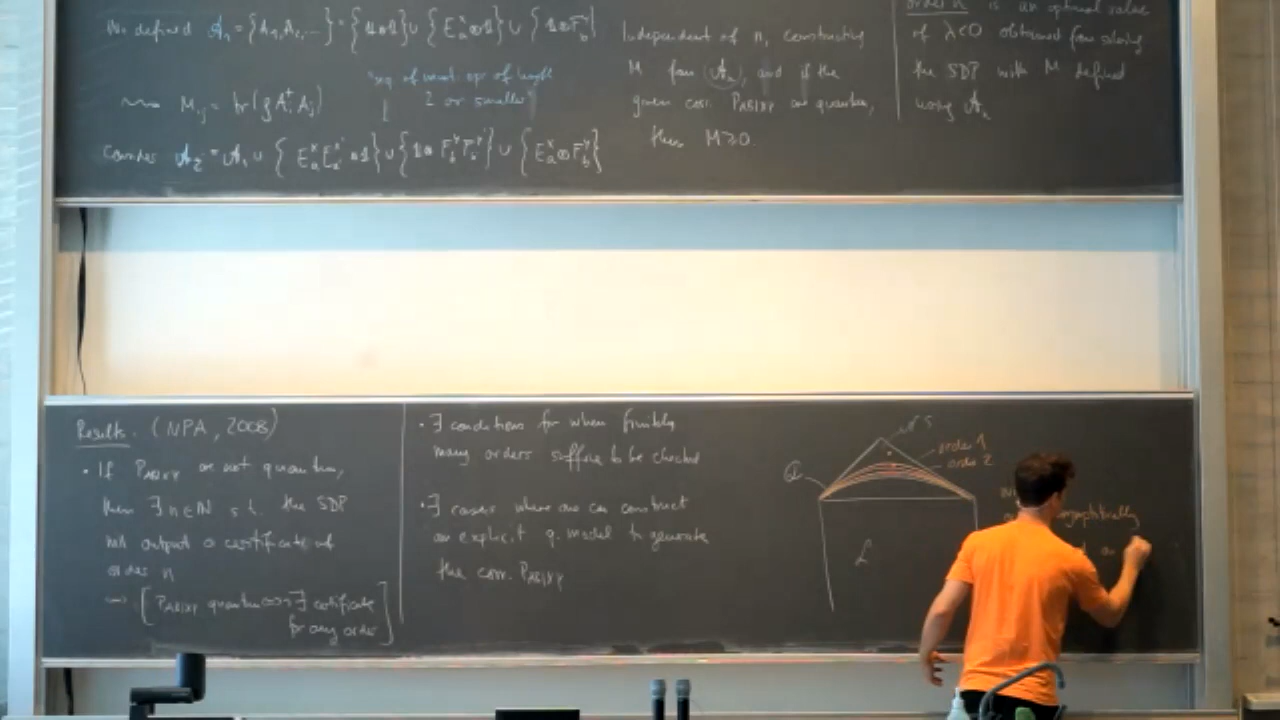 We defined A₁ = {A₁, A₂, ...} = {𝟙⊗𝟙} ∪ {Eₐˣ⊗𝟙} ∪ {𝟙⊗F_b^y}
seq. of meas. ops of length
2 or smaller
M_ij = tr(ρ A_i† A_j)
Consider A₂ = A₁ ∪ {Eₐˣ Eₐ'ˣ' ⊗𝟙} ∪ {𝟙⊗F_b^y F_b'^y'} ∪ {Eₐˣ⊗F_b^y}
Independent of n, constructing
M from (Aₙ), and if the
given corr. P_AB|XY are quantum,
then M≥0.
order n is an optimal value
of λ<0 obtained from solving
the SDP with M defined
using Aₙ
Results. (NPA, 2008)
• If P_AB|XY are not quantum,
then ∃ n∈ℕ s.t. the SDP
will output a certificate of
order n
[P_AB|XY quantum ⟺ ∄ certificate
for any order]
• ∃ conditions for when finitely
many orders suffice to be checked
• ∃ cases where one can construct
an explicit q. model to generate
the corr. P_AB|XY
NS
order 1
order 2
Q
L
asymptotically